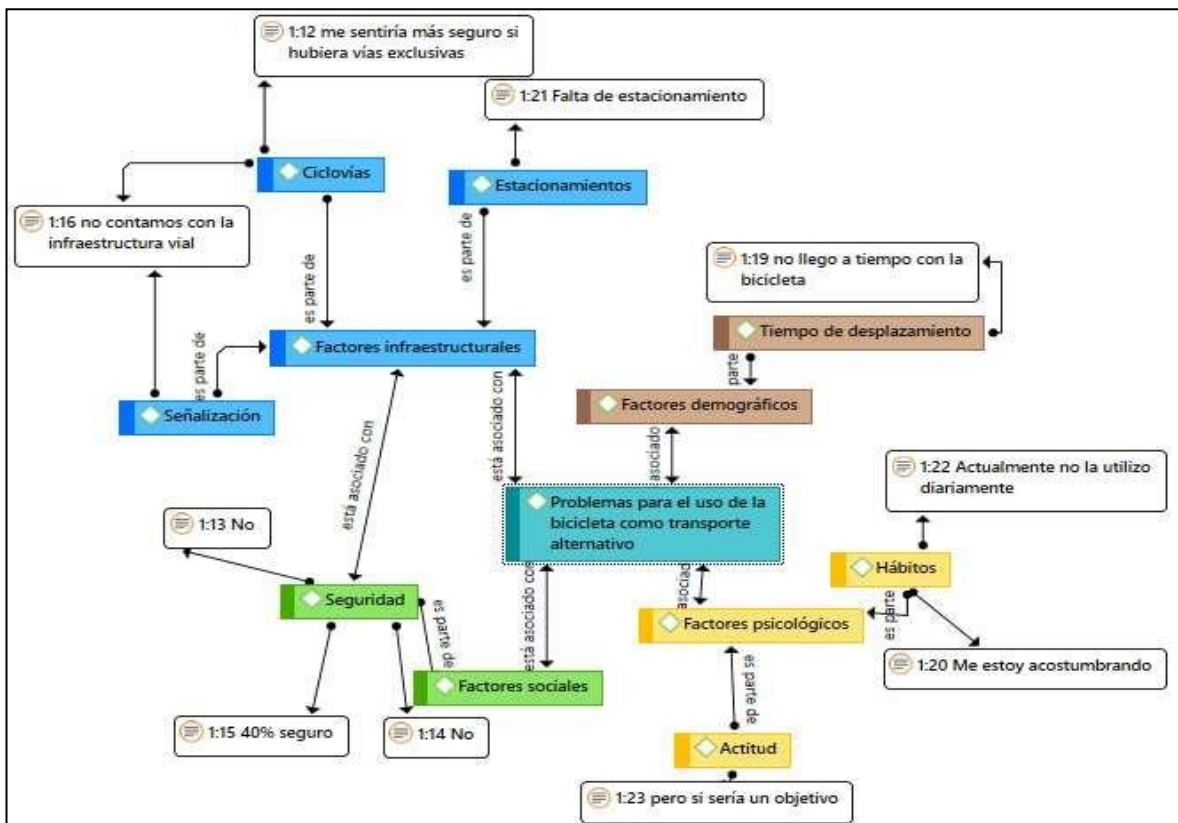 1:12 me sentiría más seguro si
hubiera vías exclusivas
1:21 Falta de estacionamiento
Ciclovías
Estacionamientos
1:16 no contamos con la
infraestructura vial
es parte de
es parte de
1:19 no llego a tiempo con la
bicicleta
Tiempo de desplazamiento
Factores infraestructurales
es parte de
parte
Señalización
Factores demográficos
está asociado con
está asociado con
asociado
1:22 Actualmente no la utilizo
diariamente
Problemas para el uso de la
bicicleta como transporte
alternativo
1:13 No
Hábitos
Seguridad
es parte de
está asociado con
asociad
Factores psicológicos
es parte
1:20 Me estoy acostumbrando
Factores sociales
es parte de
1:15 40% seguro
1:14 No
Actitud
1:23 pero si sería un objetivo